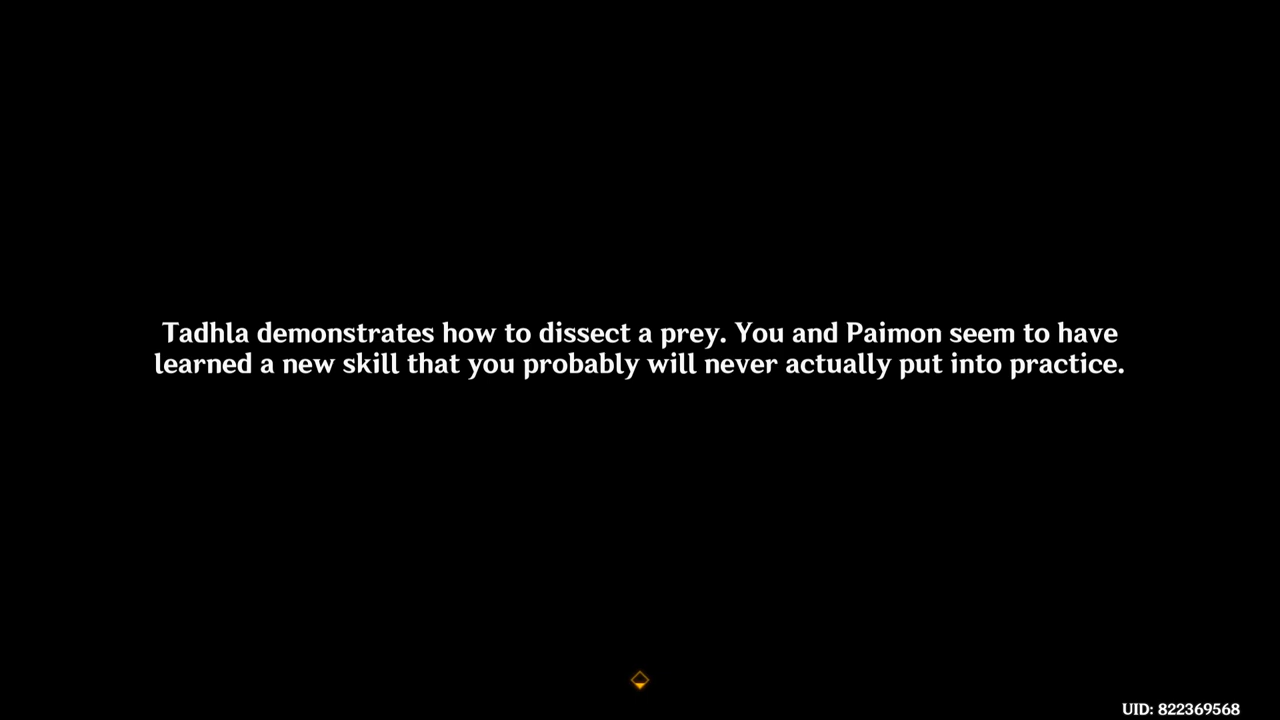 Tadhla demonstrates how to dissect a prey. You and Paimon seem to have
learned a new skill that you probably will never actually put into practice.
UID: 822369568